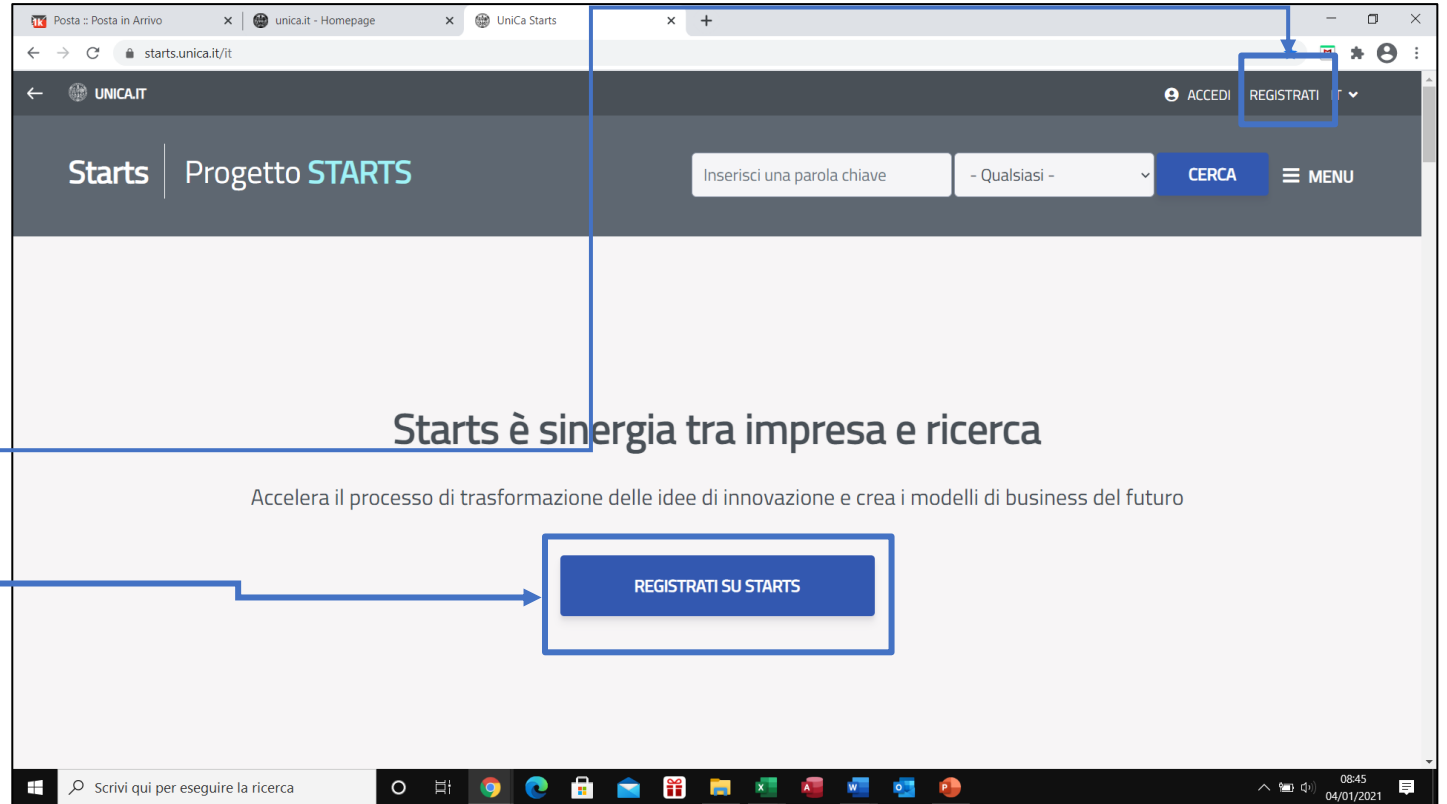 Posta :: Posta in Arrivo
unica.it - Homepage
UniCa Starts
starts.unica.it/it
UNICA.IT
ACCEDI
REGISTRATI
IT
Starts
Progetto STARTS
Inserisci una parola chiave
- Qualsiasi -
CERCA
MENU
Starts è sinergia tra impresa e ricerca
Accelera il processo di trasformazione delle idee di innovazione e crea i modelli di business del futuro
REGISTRATI SU STARTS
Scrivi qui per eseguire la ricerca
08:45
04/01/2021